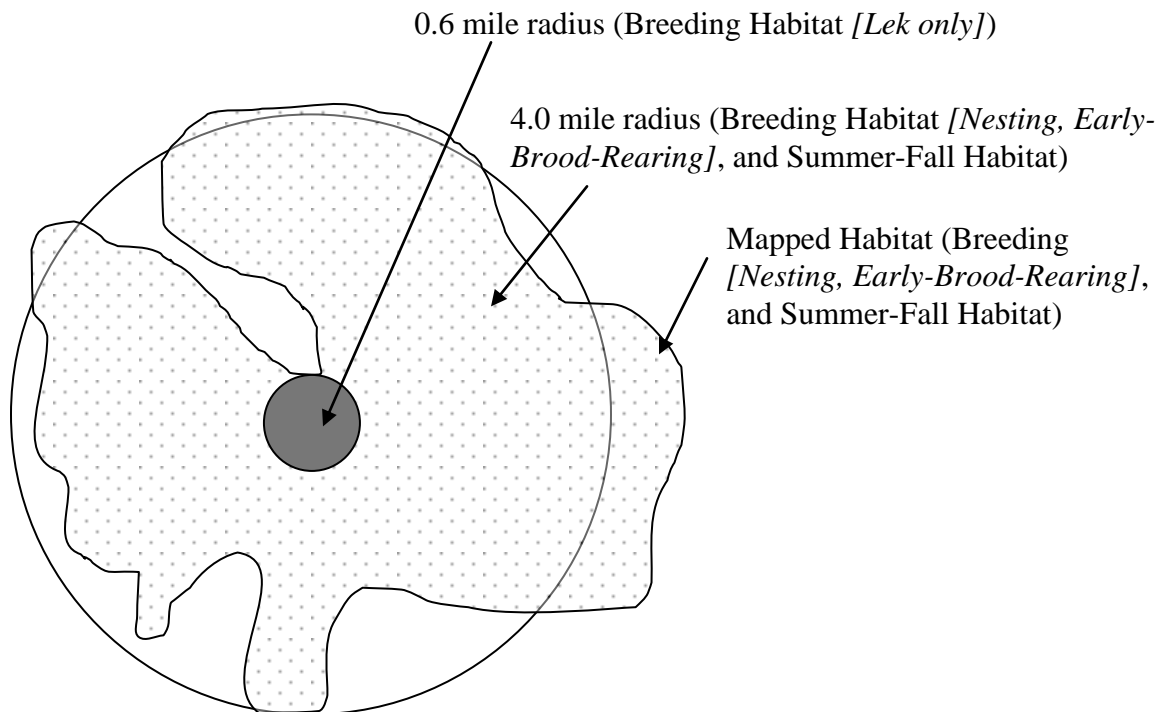 0.6 mile radius (Breeding Habitat [Lek only])
4.0 mile radius (Breeding Habitat [Nesting, Early-
Brood-Rearing], and Summer-Fall Habitat)
Mapped Habitat (Breeding
[Nesting, Early-Brood-Rearing],
and Summer-Fall Habitat)